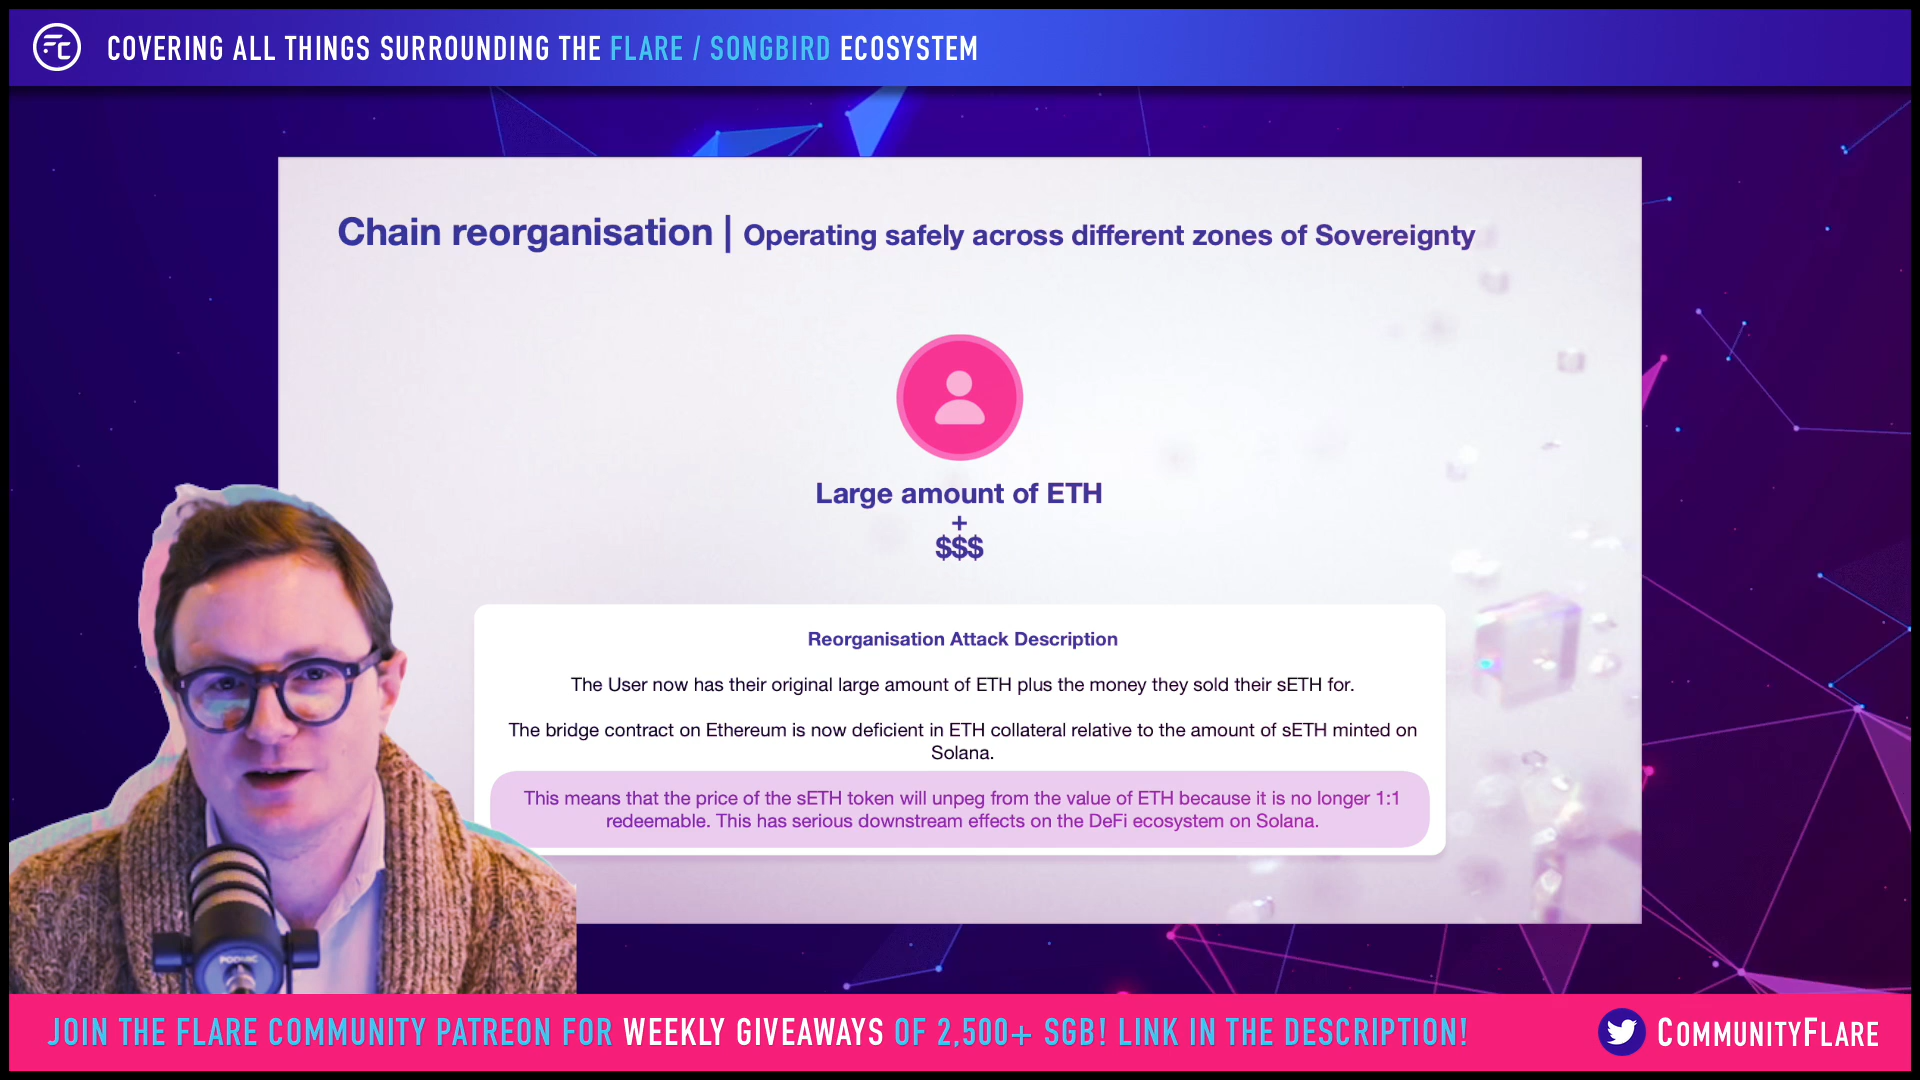 FC
COVERING ALL THINGS SURROUNDING THE FLARE / SONGBIRD ECOSYSTEM
Chain reorganisation | Operating safely across different zones of Sovereignty
Large amount of ETH
+
$$$
Reorganisation Attack Description
The User now has their original large amount of ETH plus the money they sold their sETH for.
The bridge contract on Ethereum is now deficient in ETH collateral relative to the amount of sETH minted on
Solana.
This means that the price of the sETH token will unpeg from the value of ETH because it is no longer 1:1
redeemable. This has serious downstream effects on the DeFi ecosystem on Solana.
PODMIC
JOIN THE FLARE COMMUNITY PATREON FOR WEEKLY GIVEAWAYS OF 2,500+ SGB! LINK IN THE DESCRIPTION!
COMMUNITYFLARE